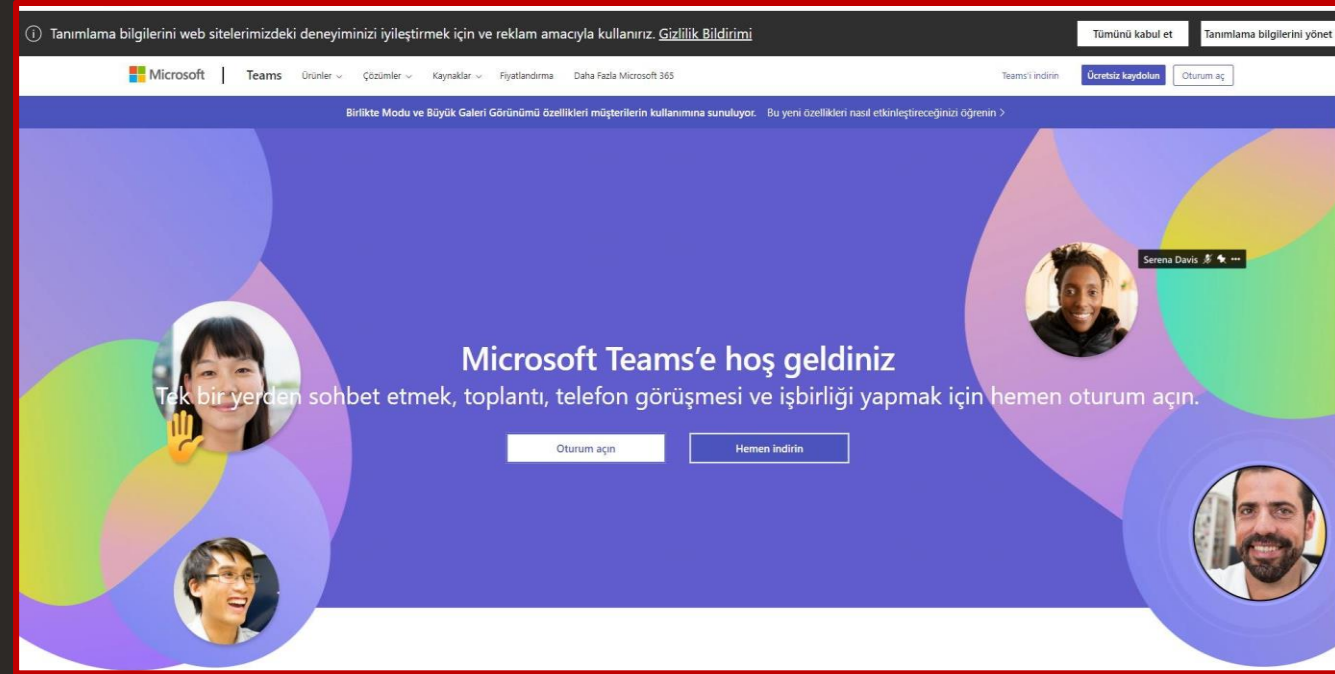 Tanımlama bilgilerini web sitelerimizdeki deneyiminizi iyileştirmek için ve reklam amacıyla kullanırız. Gizlilik Bildirimi
Tümünü kabul et
Tanımlama bilgilerini yönet
Microsoft
Teams
Ürünler
Çözümler
Kaynaklar
Fiyatlandırma
Daha Fazla Microsoft 365
Teams'i indirin
Ücretsiz kaydolun
Oturum aç
Birlikte Modu ve Büyük Galeri Görünümü özellikleri müşterilerin kullanımına sunuluyor. Bu yeni özellikleri nasıl etkinleştireceğinizi öğrenin >
Serena Davis
Microsoft Teams’e hoş geldiniz
Tek bir yerden sohbet etmek, toplantı, telefon görüşmesi ve işbirliği yapmak için hemen oturum açın.
Oturum açın
Hemen indirin